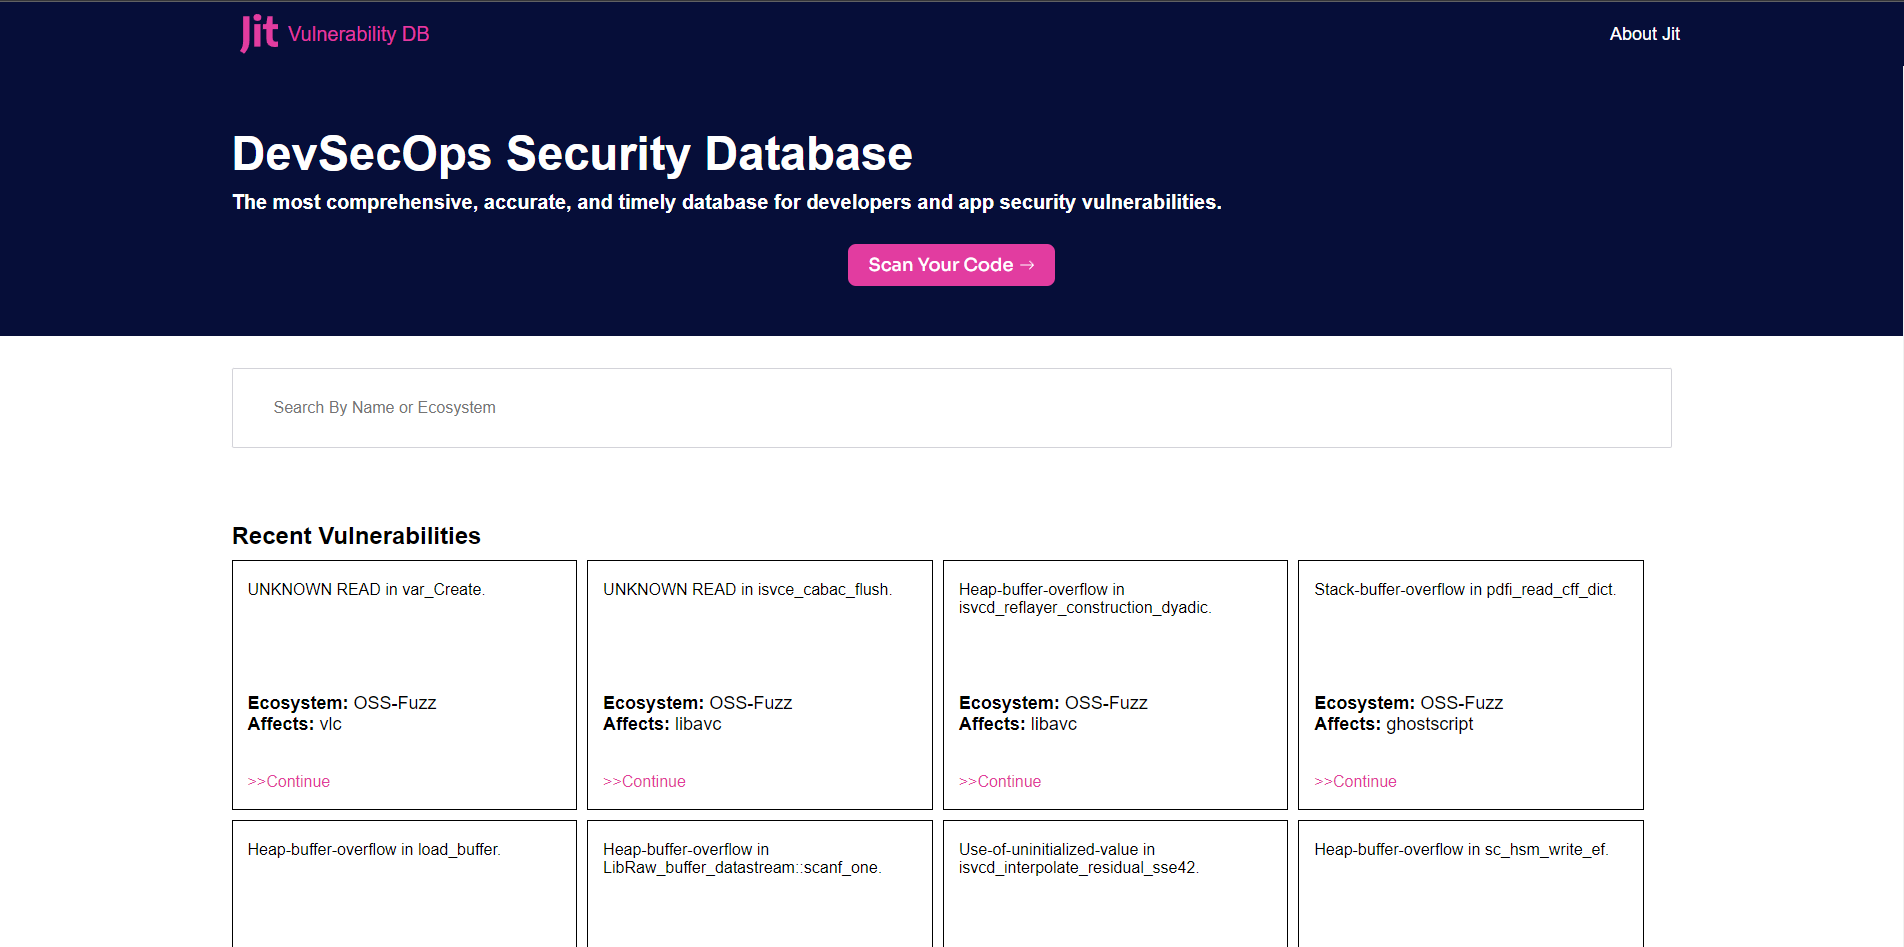 Jit Vulnerability DB
About Jit
DevSecOps Security Database
The most comprehensive, accurate, and timely database for developers and app security vulnerabilities.
Scan Your Code →
Search By Name or Ecosystem
Recent Vulnerabilities
UNKNOWN READ in var_Create.
Ecosystem: OSS-Fuzz
Affects: vlc
>>Continue
UNKNOWN READ in isvce_cabac_flush.
Ecosystem: OSS-Fuzz
Affects: libavc
>>Continue
Heap-buffer-overflow in
isvcd_reflayer_construction_dyadic.
Ecosystem: OSS-Fuzz
Affects: libavc
>>Continue
Stack-buffer-overflow in pdfi_read_cff_dict.
Ecosystem: OSS-Fuzz
Affects: ghostscript
>>Continue
Heap-buffer-overflow in load_buffer.
Heap-buffer-overflow in
LibRaw_buffer_datastream::scanf_one.
Use-of-uninitialized-value in
isvcd_interpolate_residual_sse42.
Heap-buffer-overflow in sc_hsm_write_ef.